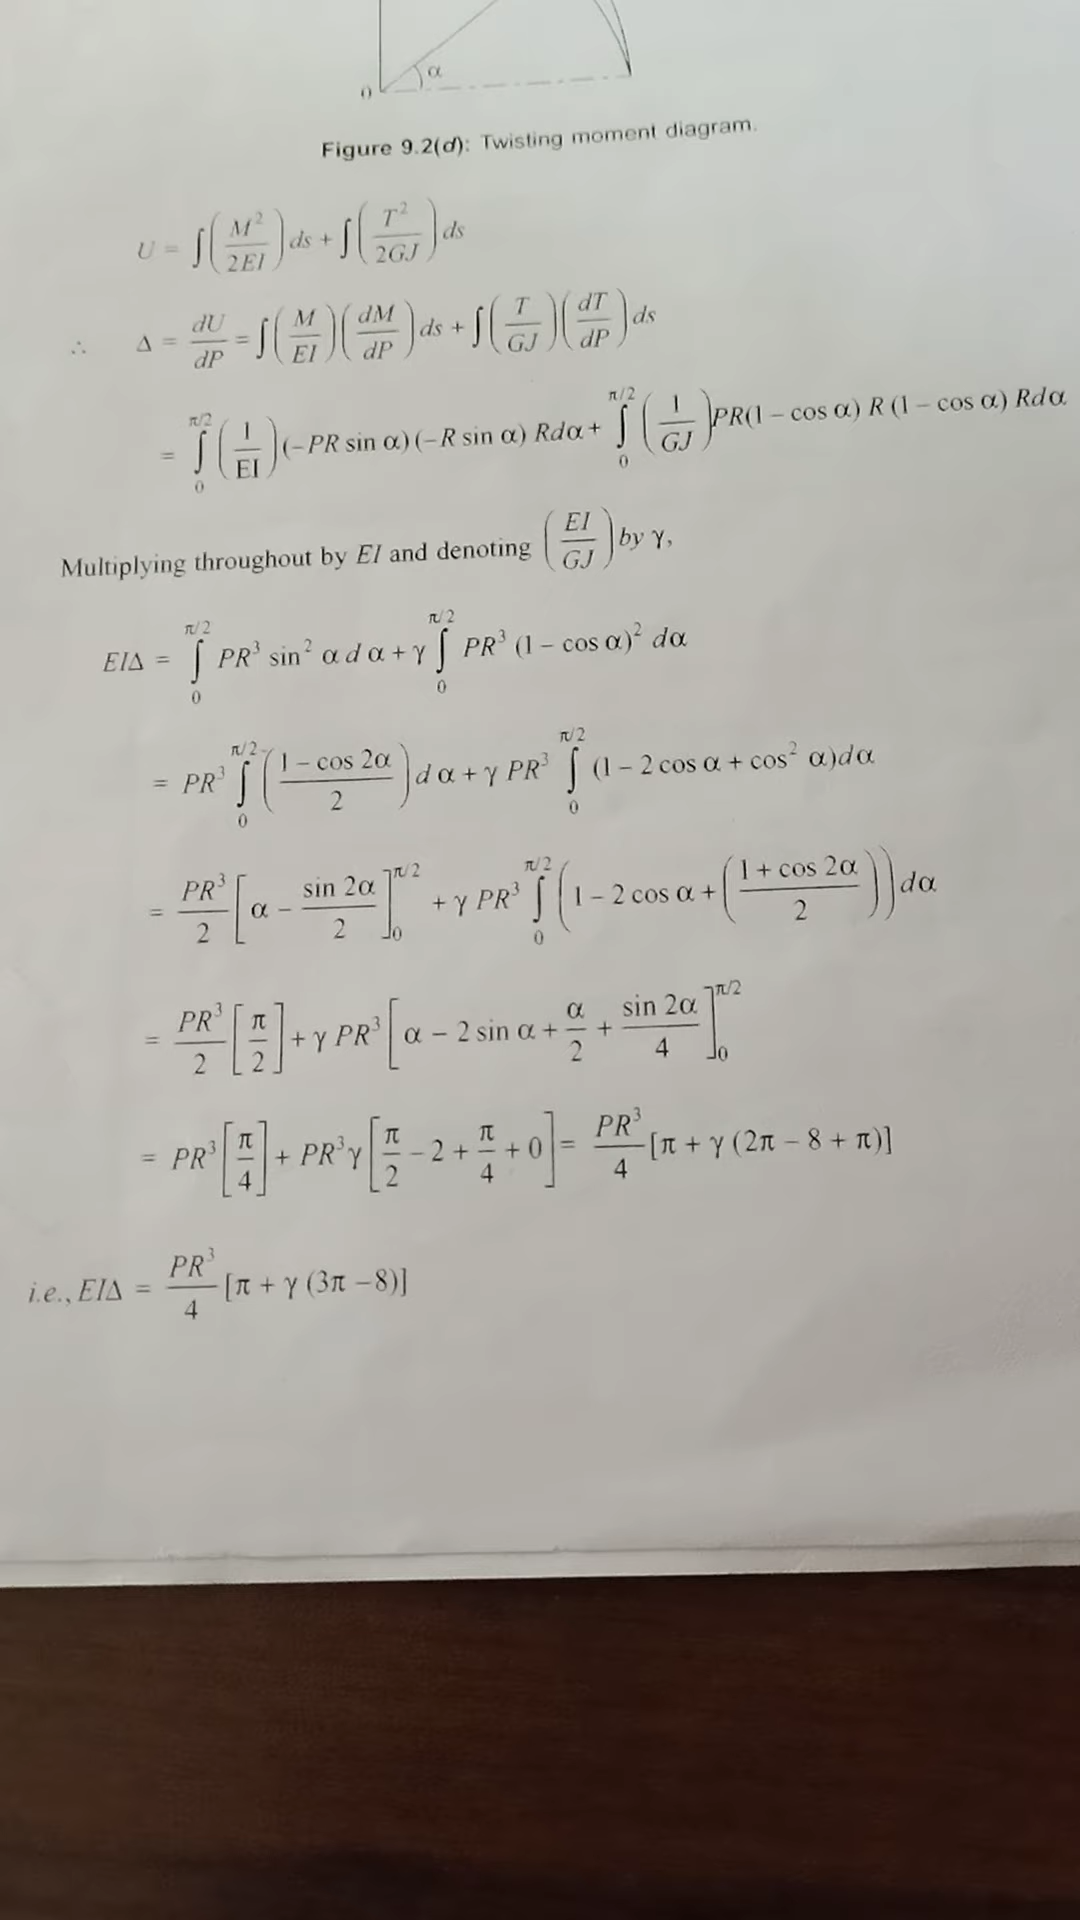 α
0
Figure 9.2(d): Twisting moment diagram.
U = ∫(M²/2EI) ds + ∫(T²/2GJ) ds
∴ Δ = dU/dP = ∫(M/EI)(dM/dP) ds + ∫(T/GJ)(dT/dP) ds
= ∫₀^{π/2} (1/EI) (−PR sin α) (−R sin α) Rdα + ∫₀^{π/2} (1/GJ) PR(1 − cos α) R (1 − cos α) Rdα
Multiplying throughout by EI and denoting (EI/GJ) by γ,
EIΔ = ∫₀^{π/2} PR³ sin² α d α + γ ∫₀^{π/2} PR³ (1 − cos α)² dα
= PR³ ∫₀^{π/2} ((1 − cos 2α)/2) d α + γ PR³ ∫₀^{π/2} (1 − 2 cos α + cos² α)dα
= PR³/2 [α − sin 2α/2]₀^{π/2} + γ PR³ ∫₀^{π/2} (1 − 2 cos α + ((1 + cos 2α)/2)) dα
= PR³/2 [π/2] + γ PR³ [α − 2 sin α + α/2 + sin 2α/4]₀^{π/2}
= PR³[π/4] + PR³γ [π/2 − 2 + π/4 + 0] = PR³/4 [π + γ (2π − 8 + π)]
i.e., EIΔ = PR³/4 [π + γ (3π − 8)]